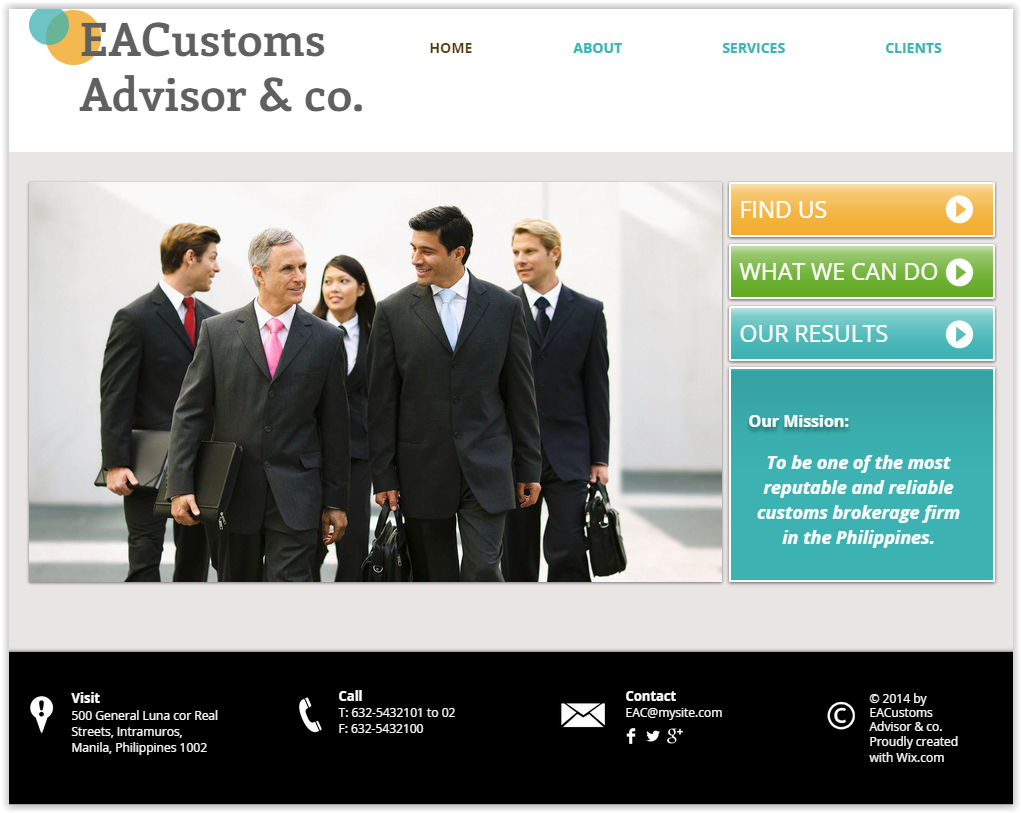 EACustoms
Advisor & co.
HOME
ABOUT
SERVICES
CLIENTS
FIND US
WHAT WE CAN DO
OUR RESULTS
Our Mission:
To be one of the most
reputable and reliable
customs brokerage firm
in the Philippines.
Visit
500 General Luna cor Real
Streets, Intramuros,
Manila, Philippines 1002
Call
T: 632-5432101 to 02
F: 632-5432100
Contact
EAC@mysite.com
© 2014 by
EACustoms
Advisor & co.
Proudly created
with Wix.com